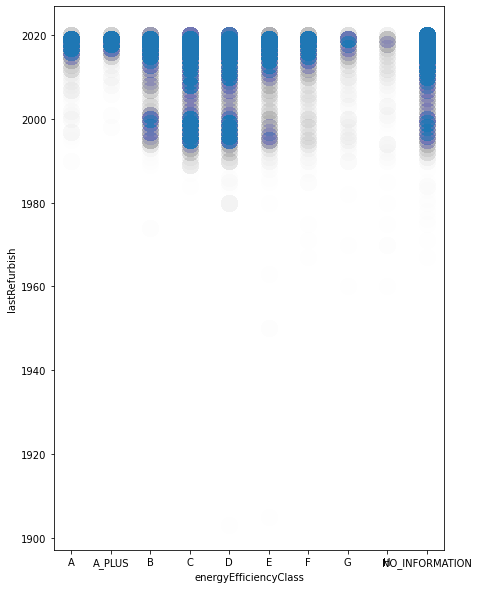 2020
2000
1980
1960
1940
1920
1900
lastRefurbish
A A_PLUS B C D E F G H NO_INFORMATION
energyEfficiencyClass